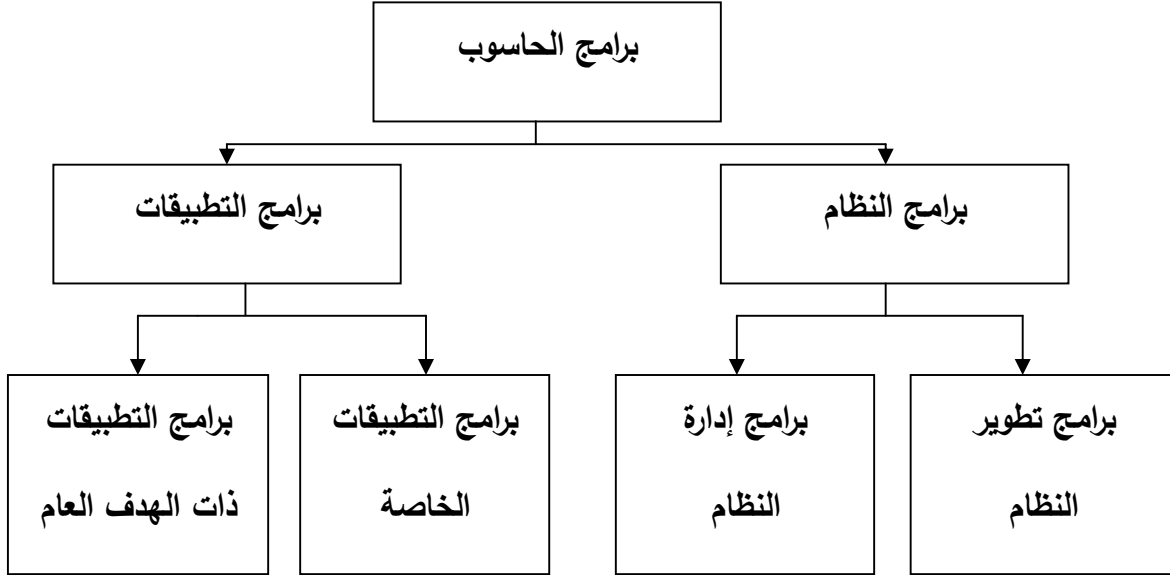 برامج الحاسوب
برامج النظام
برامج التطبيقات
برامج تطوير
النظام
برامج إدارة
النظام
برامج التطبيقات
الخاصة
برامج التطبيقات
ذات الهدف العام